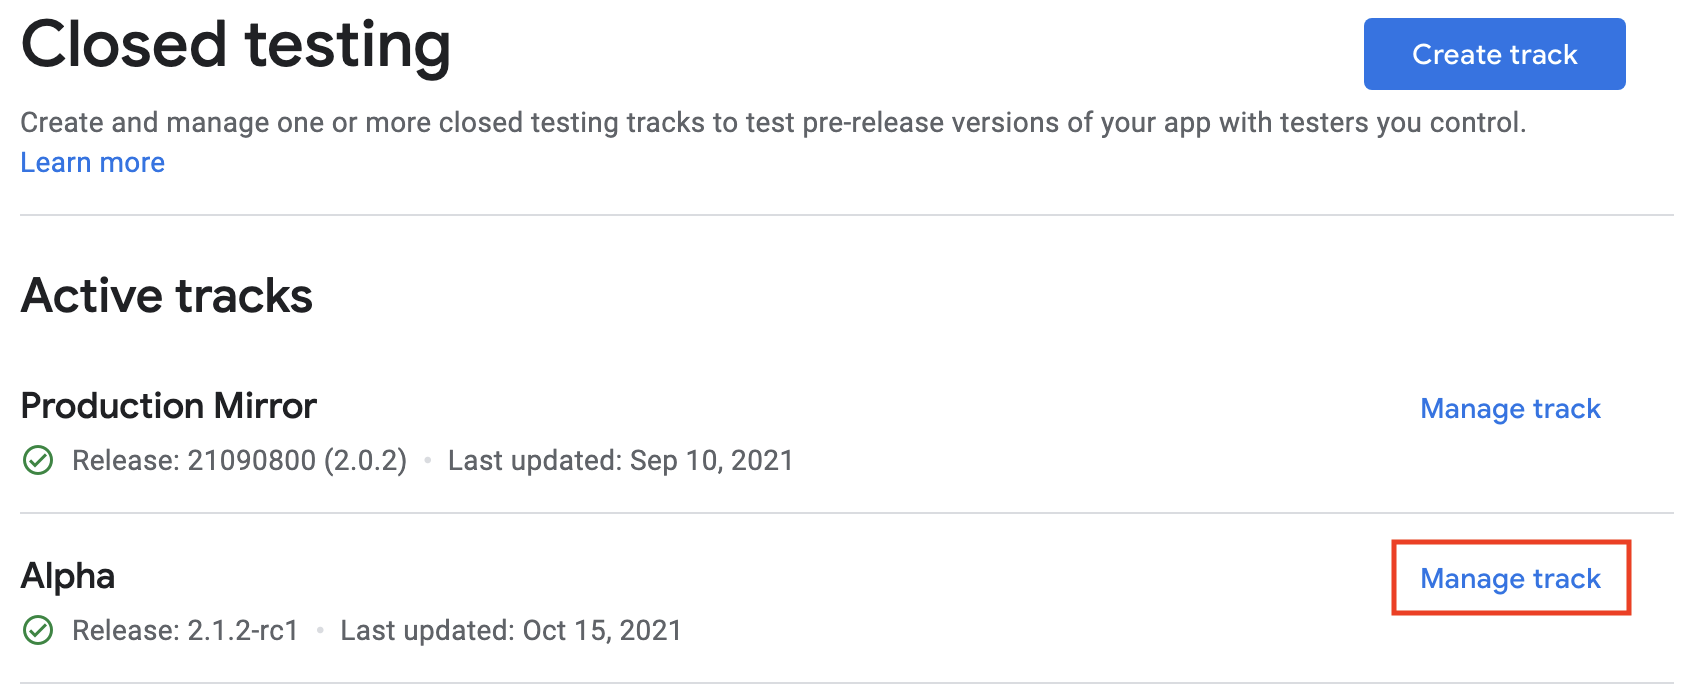 Closed testing
Create track
Create and manage one or more closed testing tracks to test pre-release versions of your app with testers you control.
Learn more
Active tracks
Production Mirror
Manage track
Release: 21090800 (2.0.2) • Last updated: Sep 10, 2021
Alpha
Manage track
Release: 2.1.2-rc1 • Last updated: Oct 15, 2021